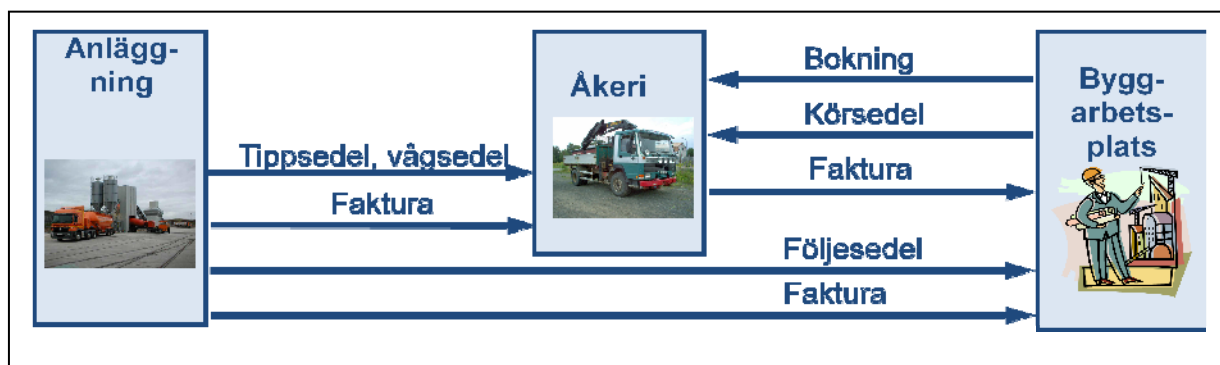 Anlägg-
ning
Åkeri
Bygg-
arbets-
plats
Bokning
Körsedel
Tippsedel, vågsedel
Faktura
Faktura
Följesedel
Faktura